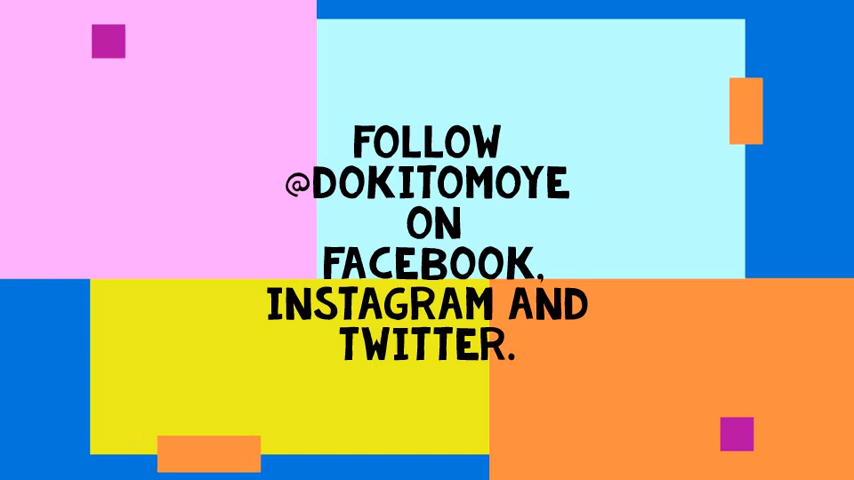 FOLLOW
@DOKITOMOYE
ON
FACEBOOK,
INSTAGRAM AND
TWITTER.